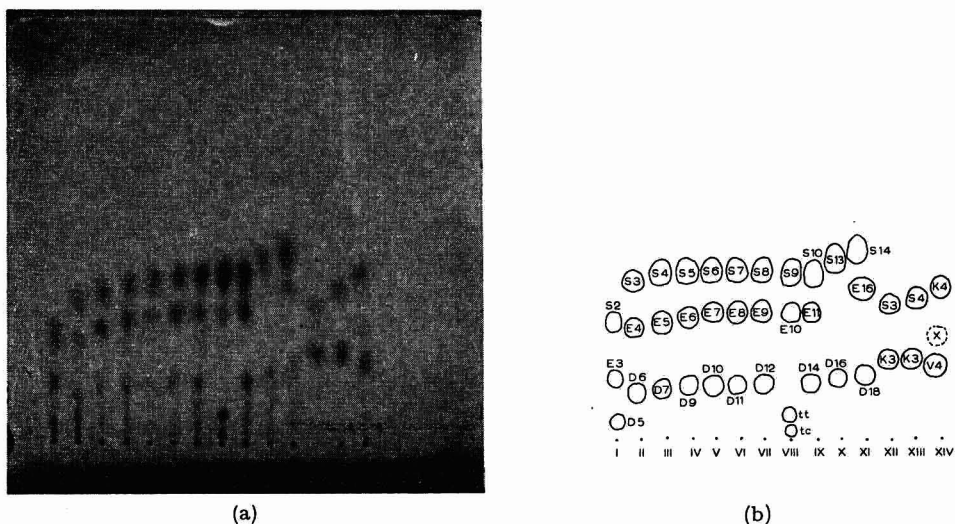 S10 S13 S14
S3 S4 S5 S6 S7 S8 S9
E16 K4
S2 S3 S4
E4 E5 E6 E7 E8 E9 E10 E11
X
E3 D6 D7 D9 D10 D11 D12 D14 D16 D18 K3 K3 V4
D5 tt
tc
I II III IV V VI VII VIII IX X XI XII XIII XIV
(a) (b)